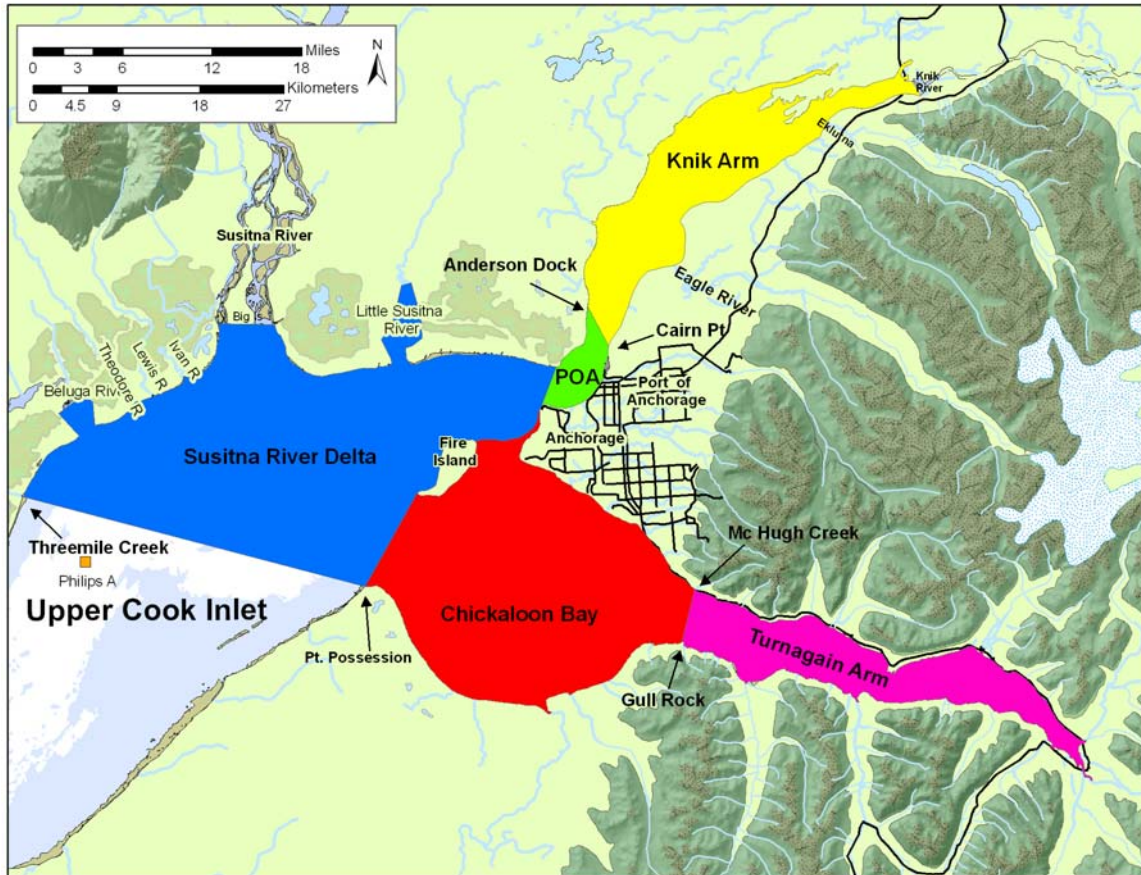 Miles
0 3 6 12 18
Kilometers
0 4.5 9 18 27
N
Knik
River
Eklutna
Knik Arm
Susitna River
Anderson Dock
Eagle River
Big Is
Little Susitna
River
Cairn Pt
Ivan R
Lewis R
Theodore R
Beluga River
POA
Port of
Anchorage
Anchorage
Fire
Island
Susitna River Delta
Mc Hugh Creek
Threemile Creek
Philips A
Upper Cook Inlet
Chickaloon Bay
Turnagain Arm
Pt. Possession
Gull Rock